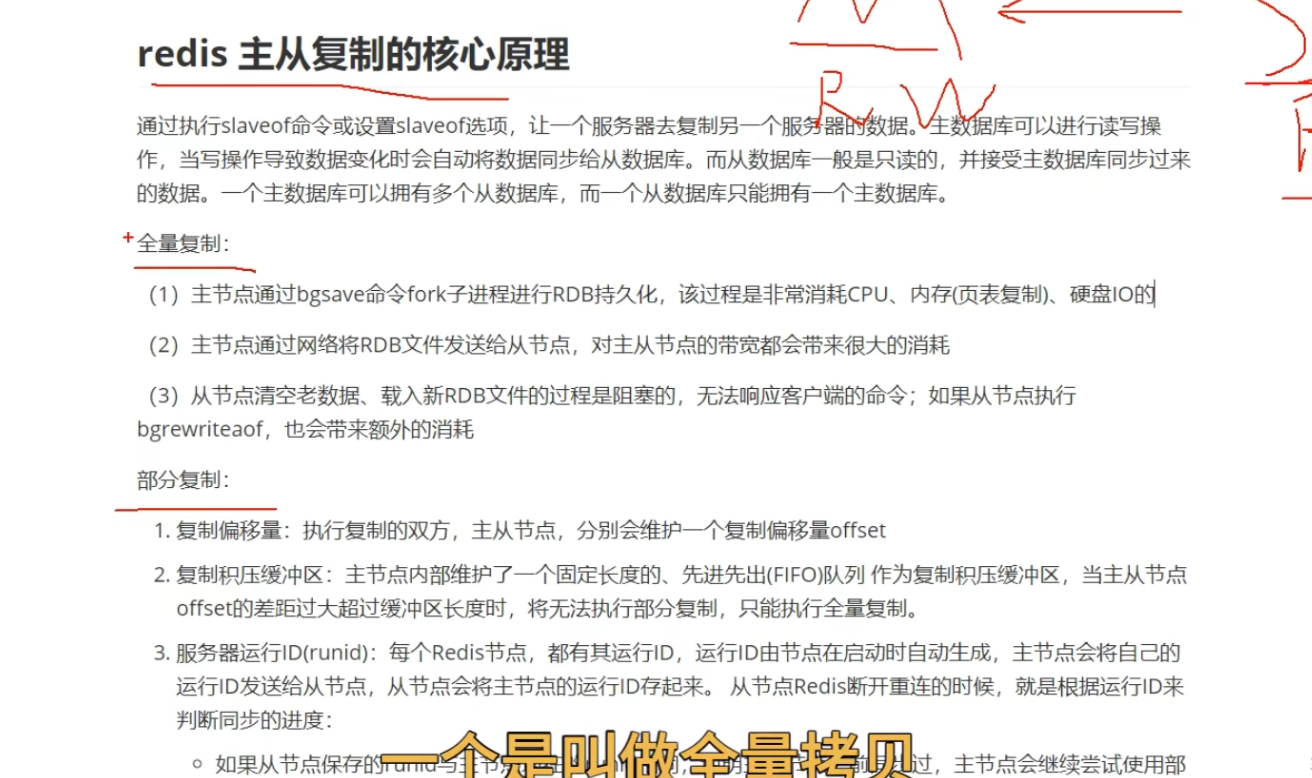 redis 主从复制的核心原理
R W
通过执行slaveof命令或设置slaveof选项，让一个服务器去复制另一个服务器的数据。主数据库可以进行读写操
作，当写操作导致数据变化时会自动将数据同步给从数据库。而从数据库一般是只读的，并接受主数据库同步过来
的数据。一个主数据库可以拥有多个从数据库，而一个从数据库只能拥有一个主数据库。
全量复制：
（1）主节点通过bgsave命令fork子进程进行RDB持久化，该过程是非常消耗CPU、内存(页表复制)、硬盘IO的
（2）主节点通过网络将RDB文件发送给从节点，对主从节点的带宽都会带来很大的消耗
（3）从节点清空老数据、载入新RDB文件的过程是阻塞的，无法响应客户端的命令；如果从节点执行
bgrewriteaof，也会带来额外的消耗
部分复制：
1. 复制偏移量：执行复制的双方，主从节点，分别会维护一个复制偏移量offset
2. 复制积压缓冲区：主节点内部维护了一个固定长度的、先进先出(FIFO)队列 作为复制积压缓冲区，当主从节点
offset的差距过大超过缓冲区长度时，将无法执行部分复制，只能执行全量复制。
3. 服务器运行ID(runid)：每个Redis节点，都有其运行ID，运行ID由节点在启动时自动生成，主节点会将自己的
运行ID发送给从节点，从节点会将主节点的运行ID存起来。 从节点Redis断开重连的时候，就是根据运行ID来
判断同步的进度：
如果从节点保存的 过，主节点会继续尝试使用部
一个是叫做全量拷贝